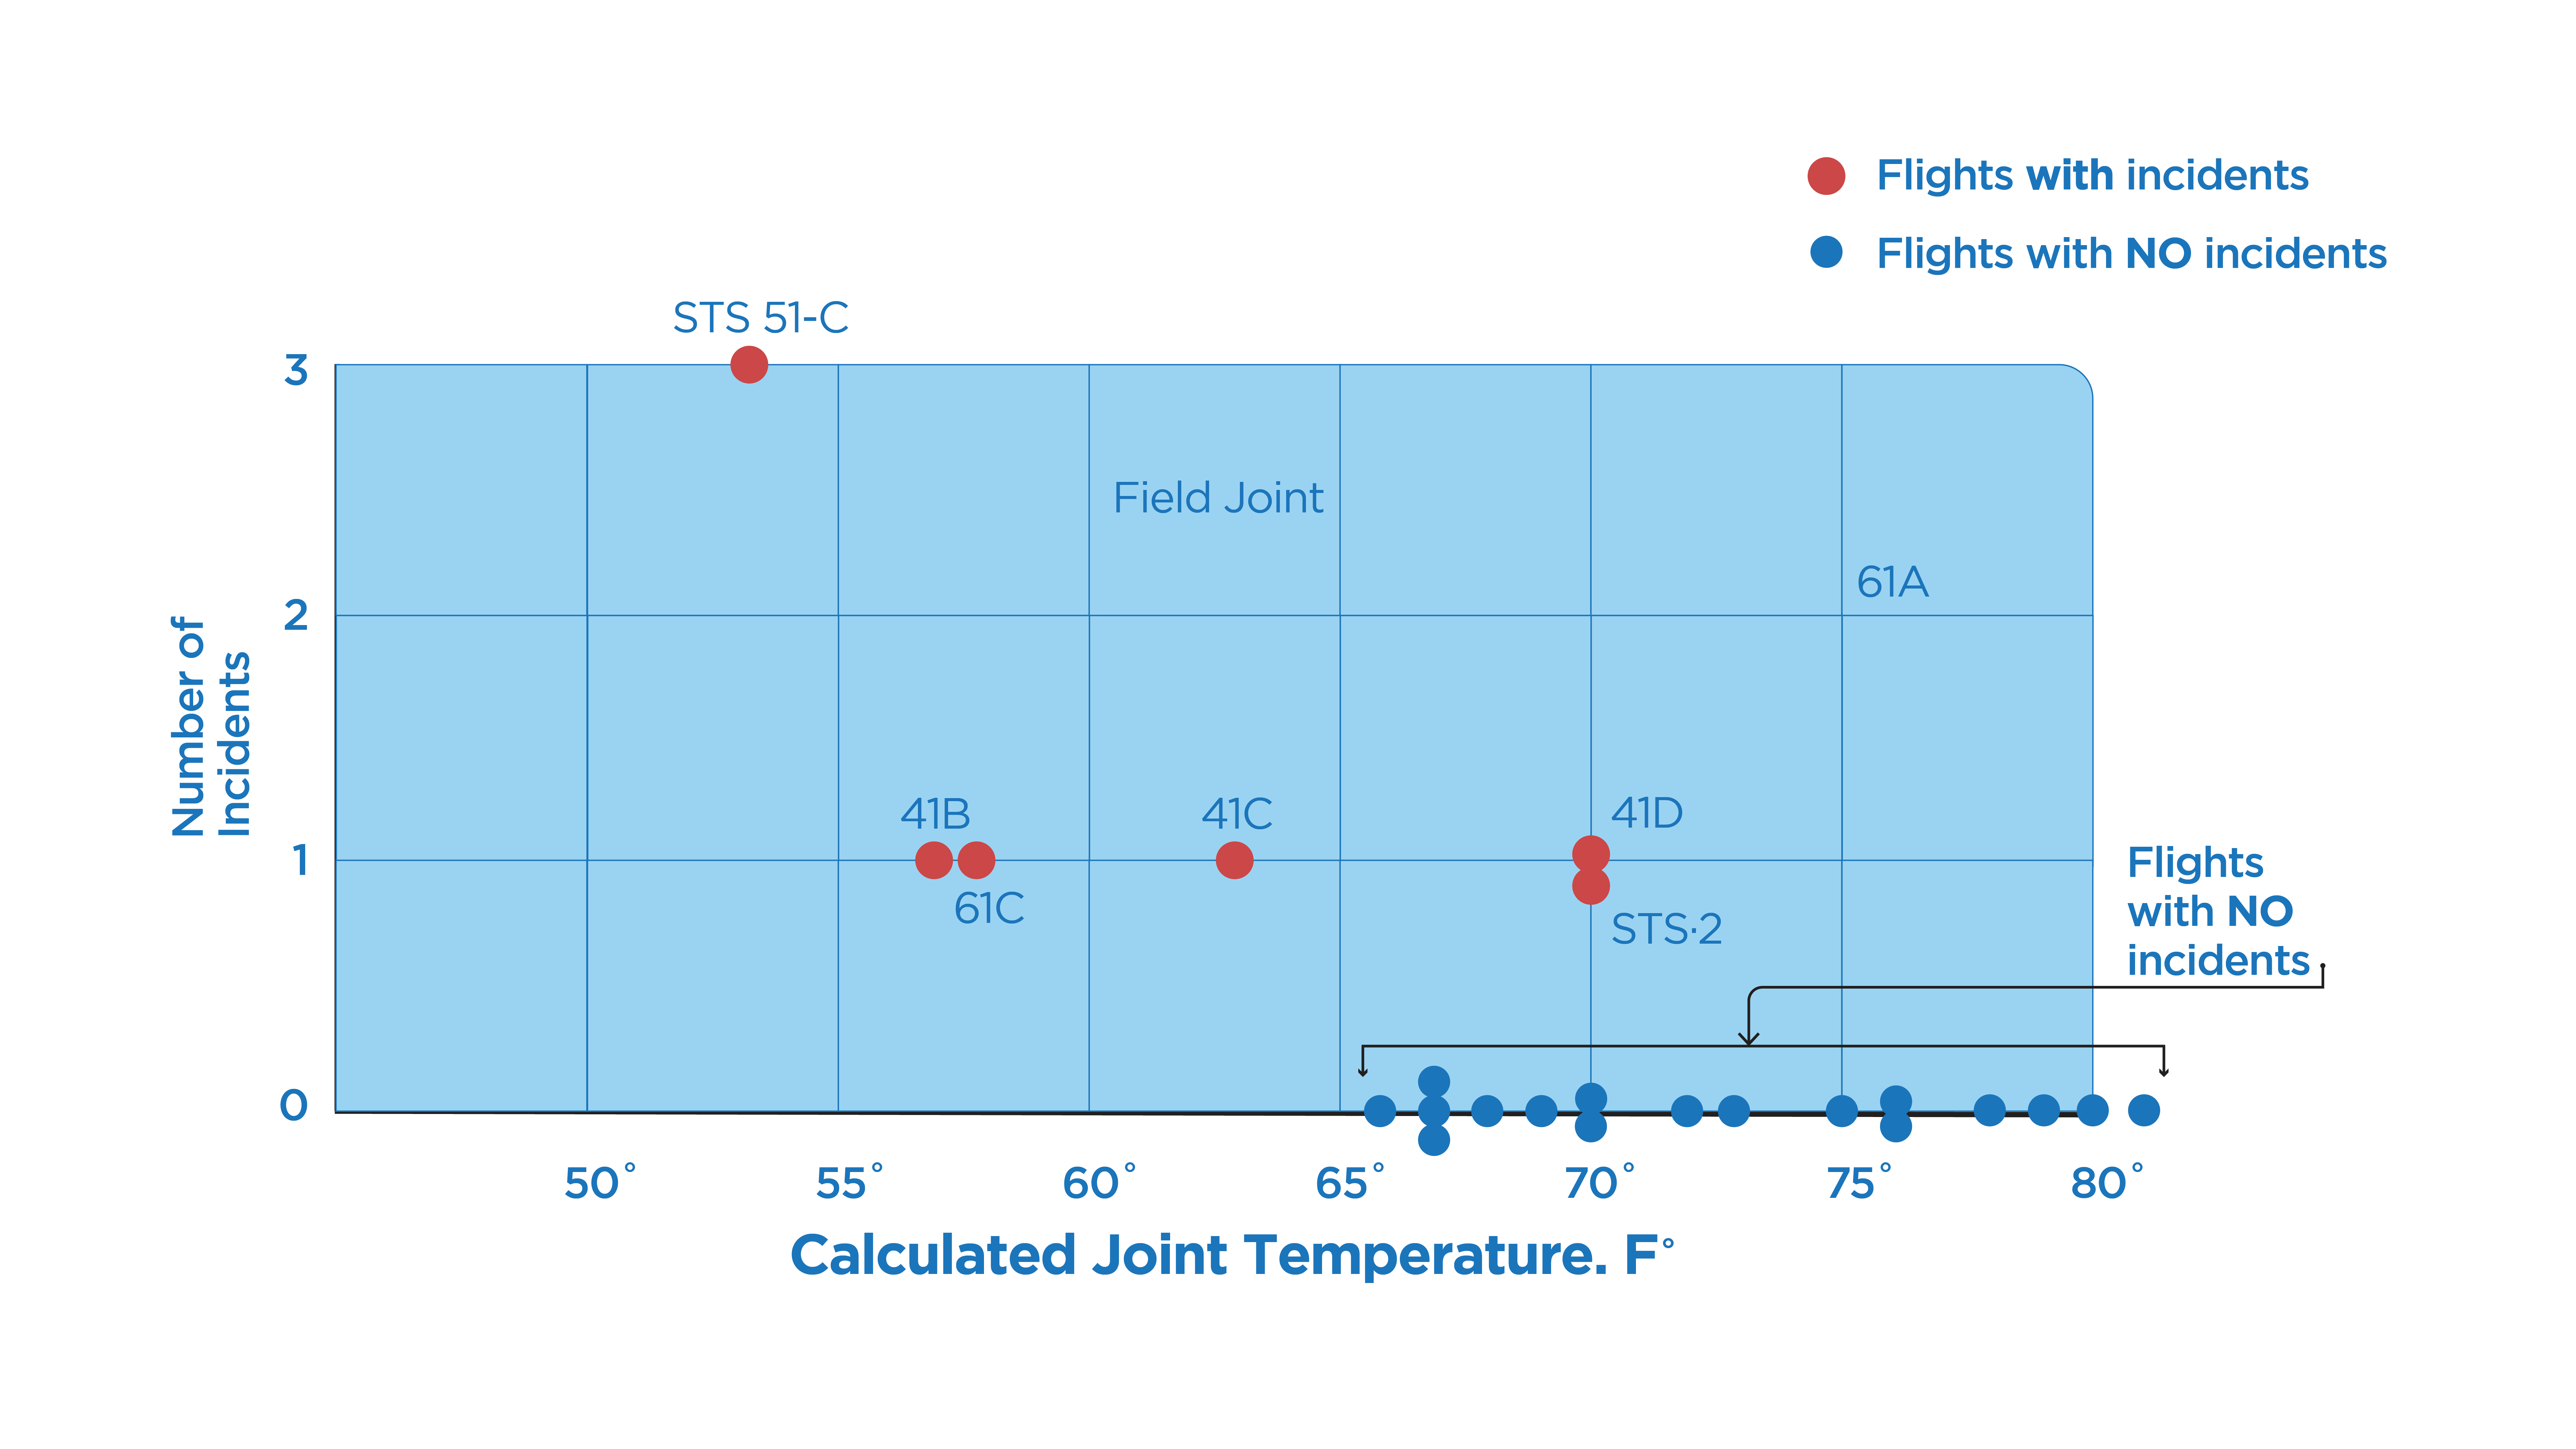 Flights with incidents
Flights with NO incidents
STS 51-C
3
Field Joint
61A
2
Number of
Incidents
41B
41C
41D
1
61C
STS·2
Flights
with NO
incidents
0
50° 55° 60° 65° 70° 75° 80°
Calculated Joint Temperature. F°